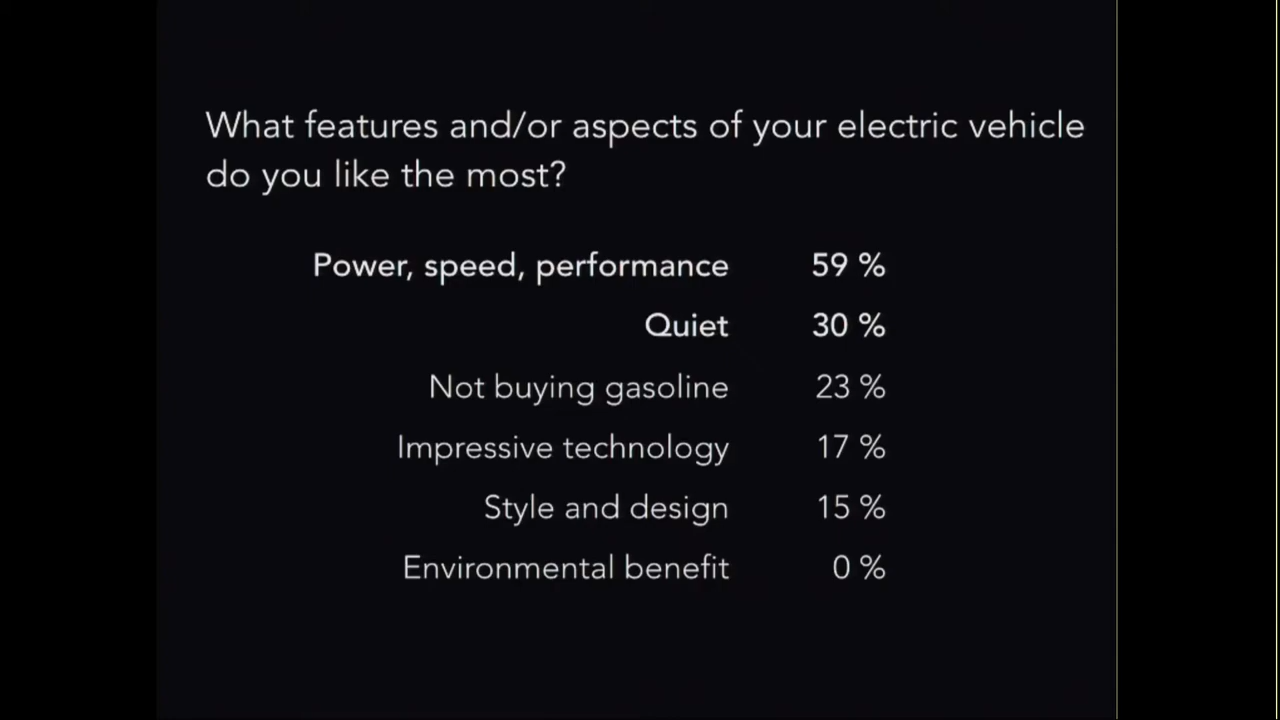 What features and/or aspects of your electric vehicle
do you like the most?
Power, speed, performance 59 %
Quiet 30 %
Not buying gasoline 23 %
Impressive technology 17 %
Style and design 15 %
Environmental benefit 0 %